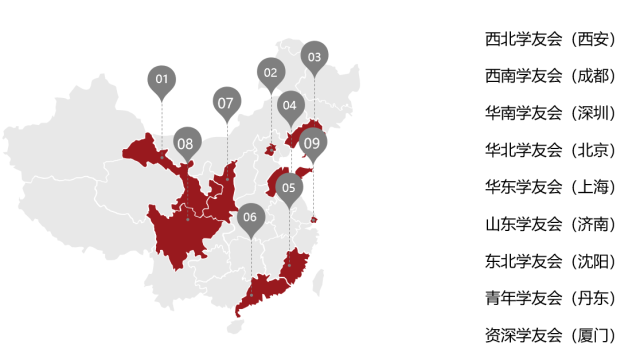 03
01
02
07
04
08
09
05
06
西北学友会（西安）
西南学友会（成都）
华南学友会（深圳）
华北学友会（北京）
华东学友会（上海）
山东学友会（济南）
东北学友会（沈阳）
青年学友会（丹东）
资深学友会（厦门）